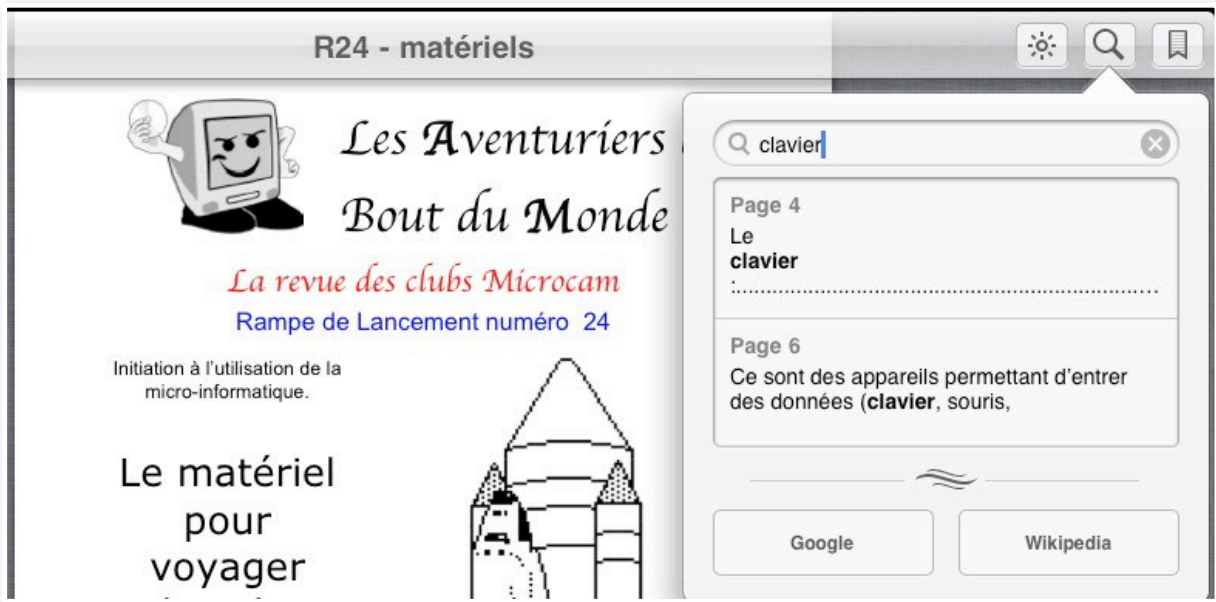 R24 - matériels
Les Aventuriers
Bout du Monde
La revue des clubs Microcam
Rampe de Lancement numéro 24
Initiation à l'utilisation de la
micro-informatique.
Le matériel
pour
voyager
clavier
Page 4
Le
clavier
:...............................................................................
Page 6
Ce sont des appareils permettant d'entrer
des données (clavier, souris,
Google
Wikipedia